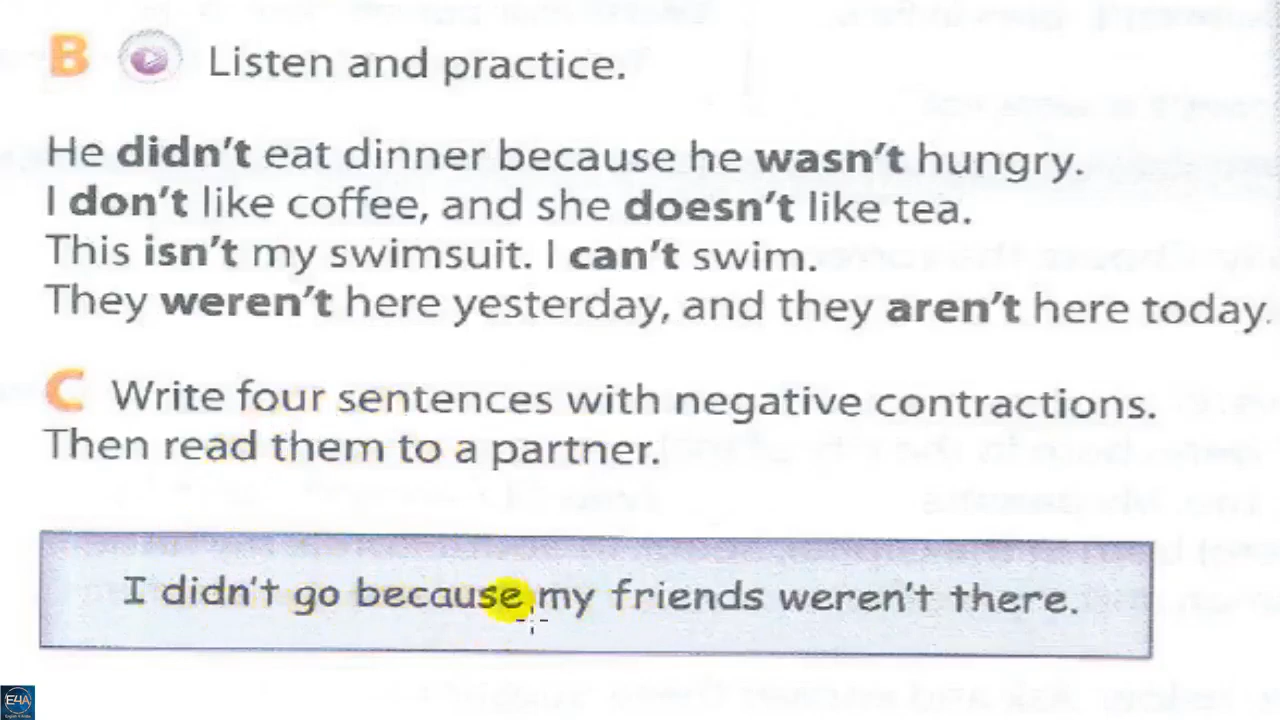 B Listen and practice.
He didn't eat dinner because he wasn't hungry.
I don't like coffee, and she doesn't like tea.
This isn't my swimsuit. I can't swim.
They weren't here yesterday, and they aren't here today.
C Write four sentences with negative contractions.
Then read them to a partner.
I didn't go because my friends weren't there.
E4A